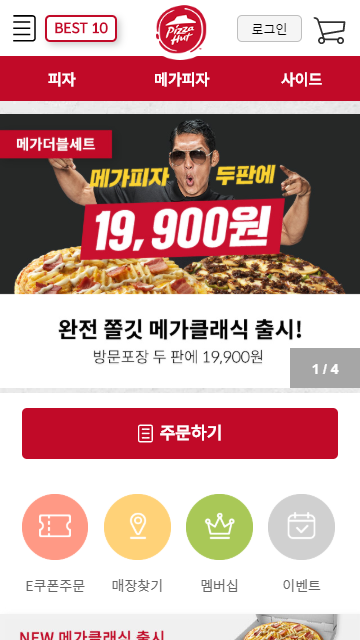 BEST 10
Pizza
Hut
로그인
피자
메가피자
사이드
메가더블세트
메가피자 두판에
19,900원
완전 쫄깃 메가클래식 출시!
방문포장 두 판에 19,900원
1 / 4
주문하기
E쿠폰주문
매장찾기
멤버십
이벤트
NEW 메가클래식 출시